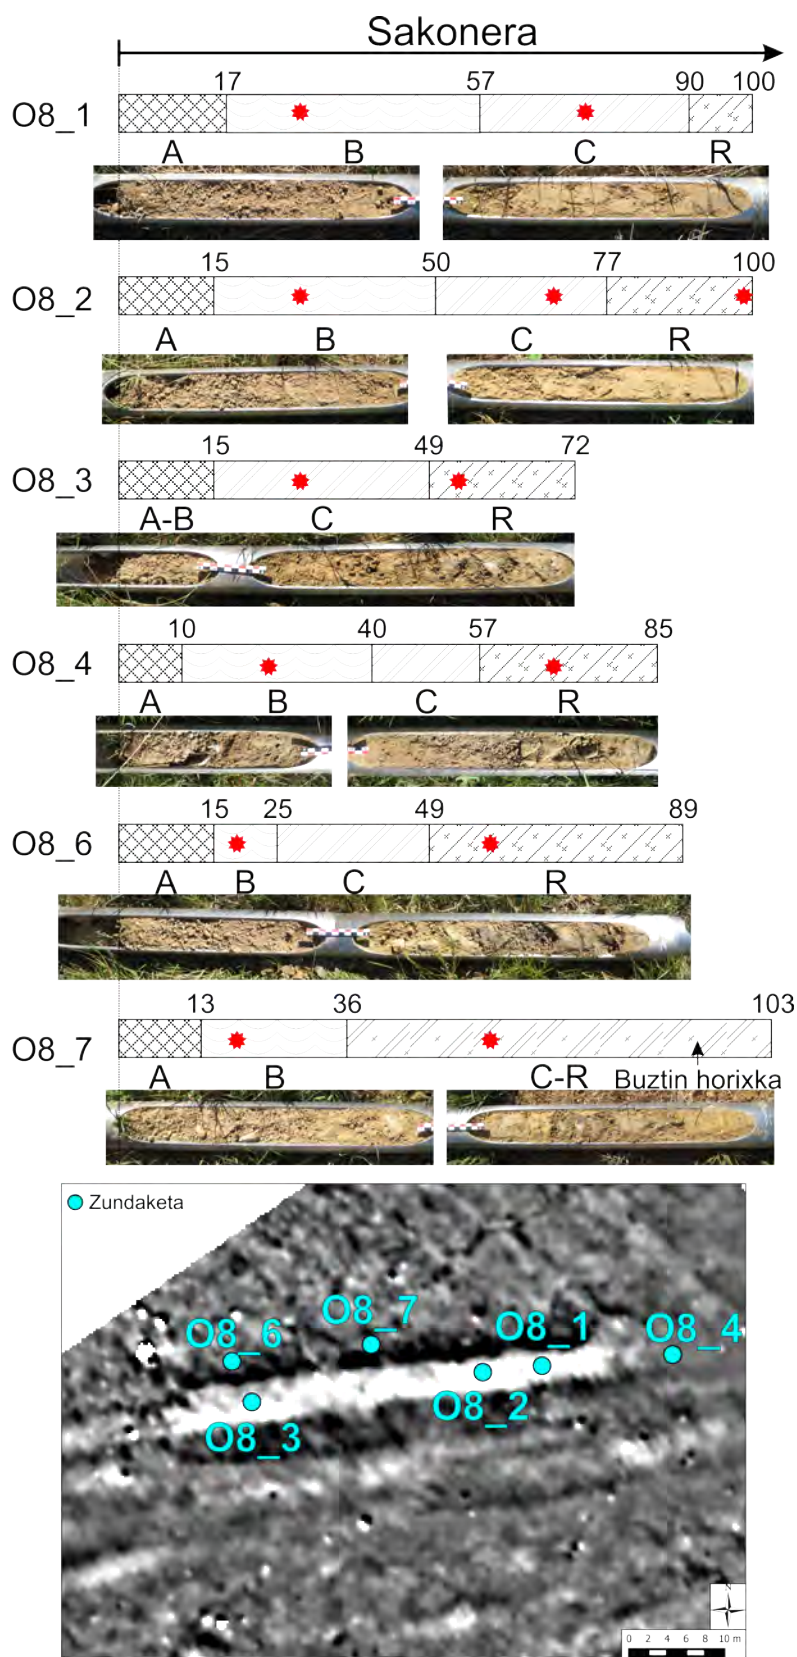 Sakonera
17 57 90 100
O8_1
A B C R
15 50 77 100
O8_2
A B C R
15 49 72
O8_3
A-B C R
10 40 57 85
O8_4
A B C R
15 25 49 89
O8_6
A B C R
13 36 103
O8_7
A B C-R Buztin horixka
Zundaketa
O8_7
O8_6 O8_1 O8_4
O8_2
O8_3
0 2 4 6 8 10 m